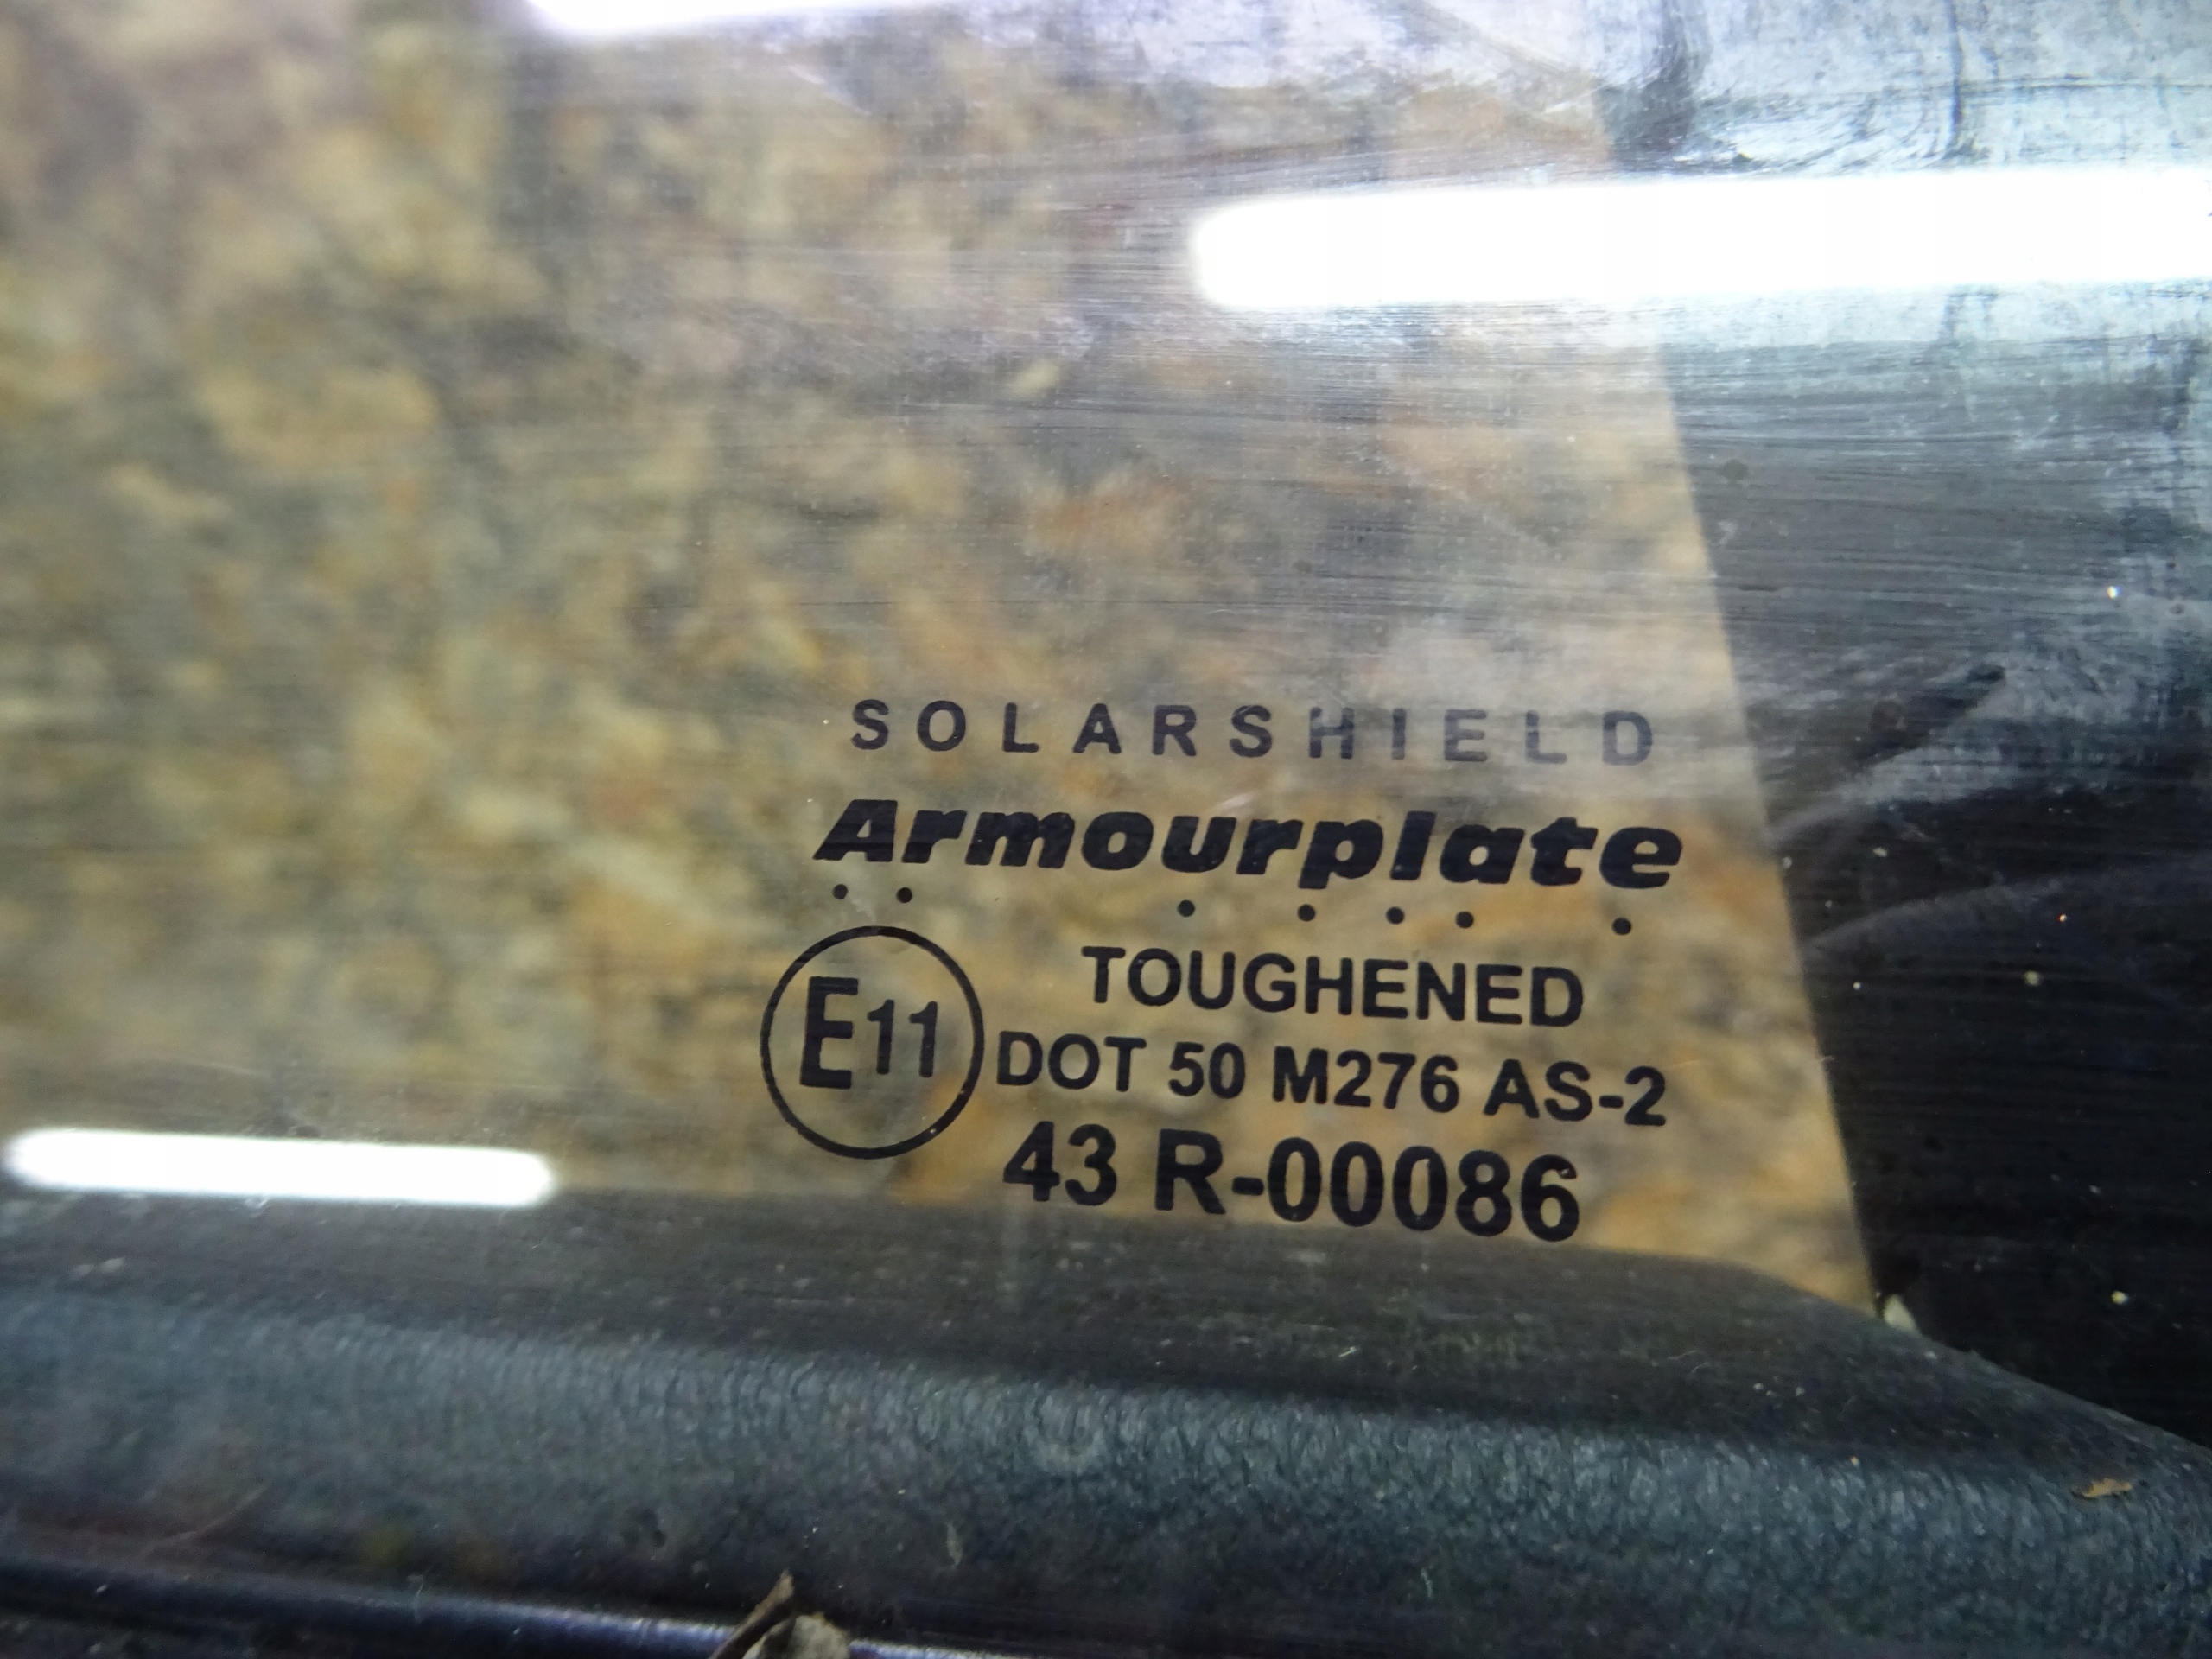 SOLARSHIELD
Armourplate
TOUGHENED
E11
DOT 50 M276 AS-2
43 R-00086